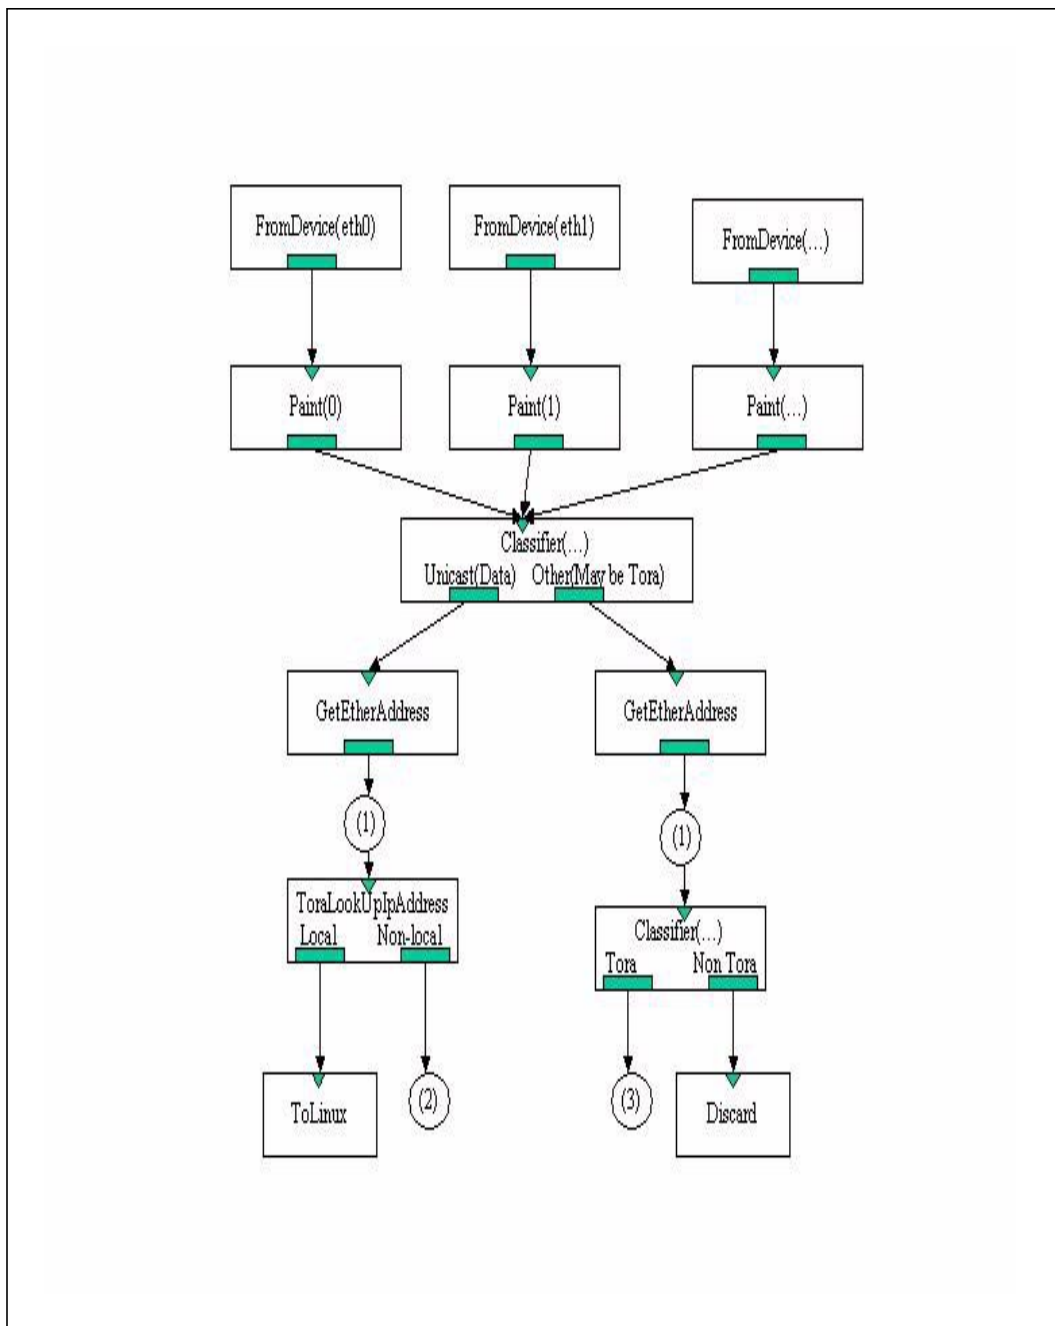 FromDevice(eth0)
FromDevice(eth1)
FromDevice(...)
Paint(0)
Paint(1)
Paint(...)
Classifier(...)
Unicast(Data)
Other(May be Tora)
GetEtherAddress
GetEtherAddress
(1)
(1)
ToraLookUpIpAddress
Local
Non-local
Classifier(...)
Tora
Non Tora
ToLinux
(2)
(3)
Discard